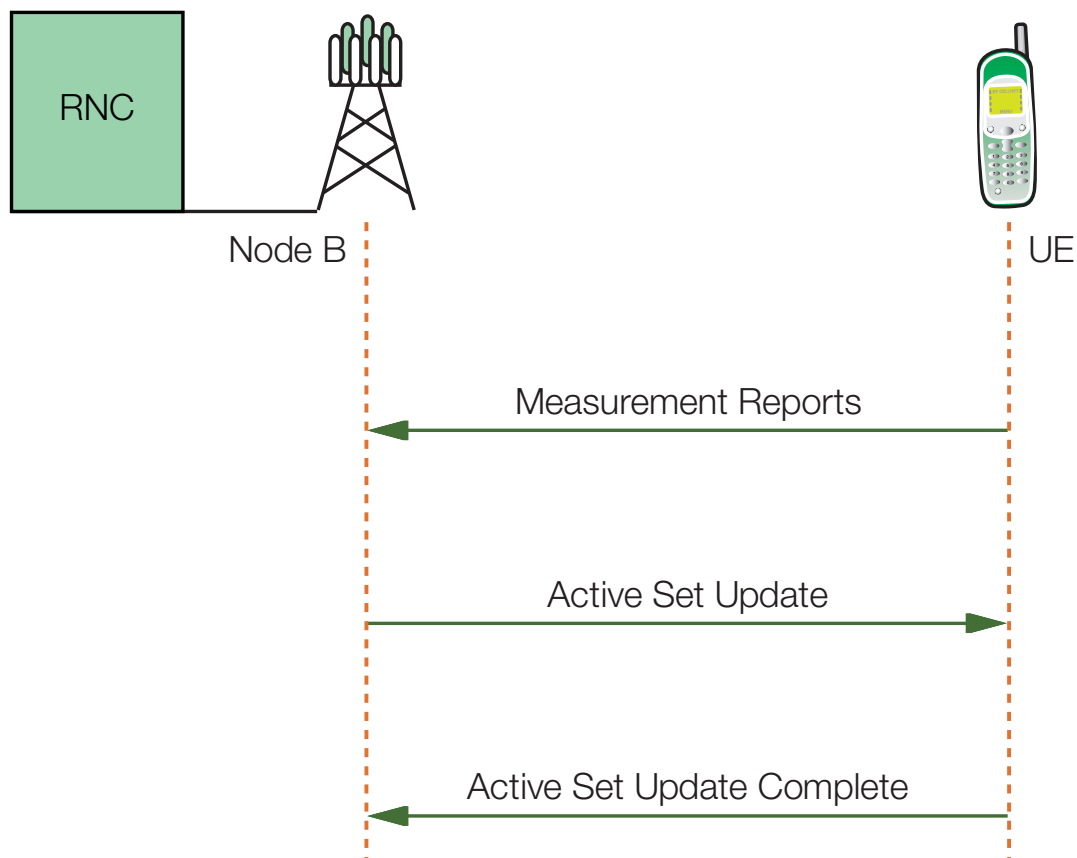 RNC
Node B
UE
Measurement Reports
Active Set Update
Active Set Update Complete